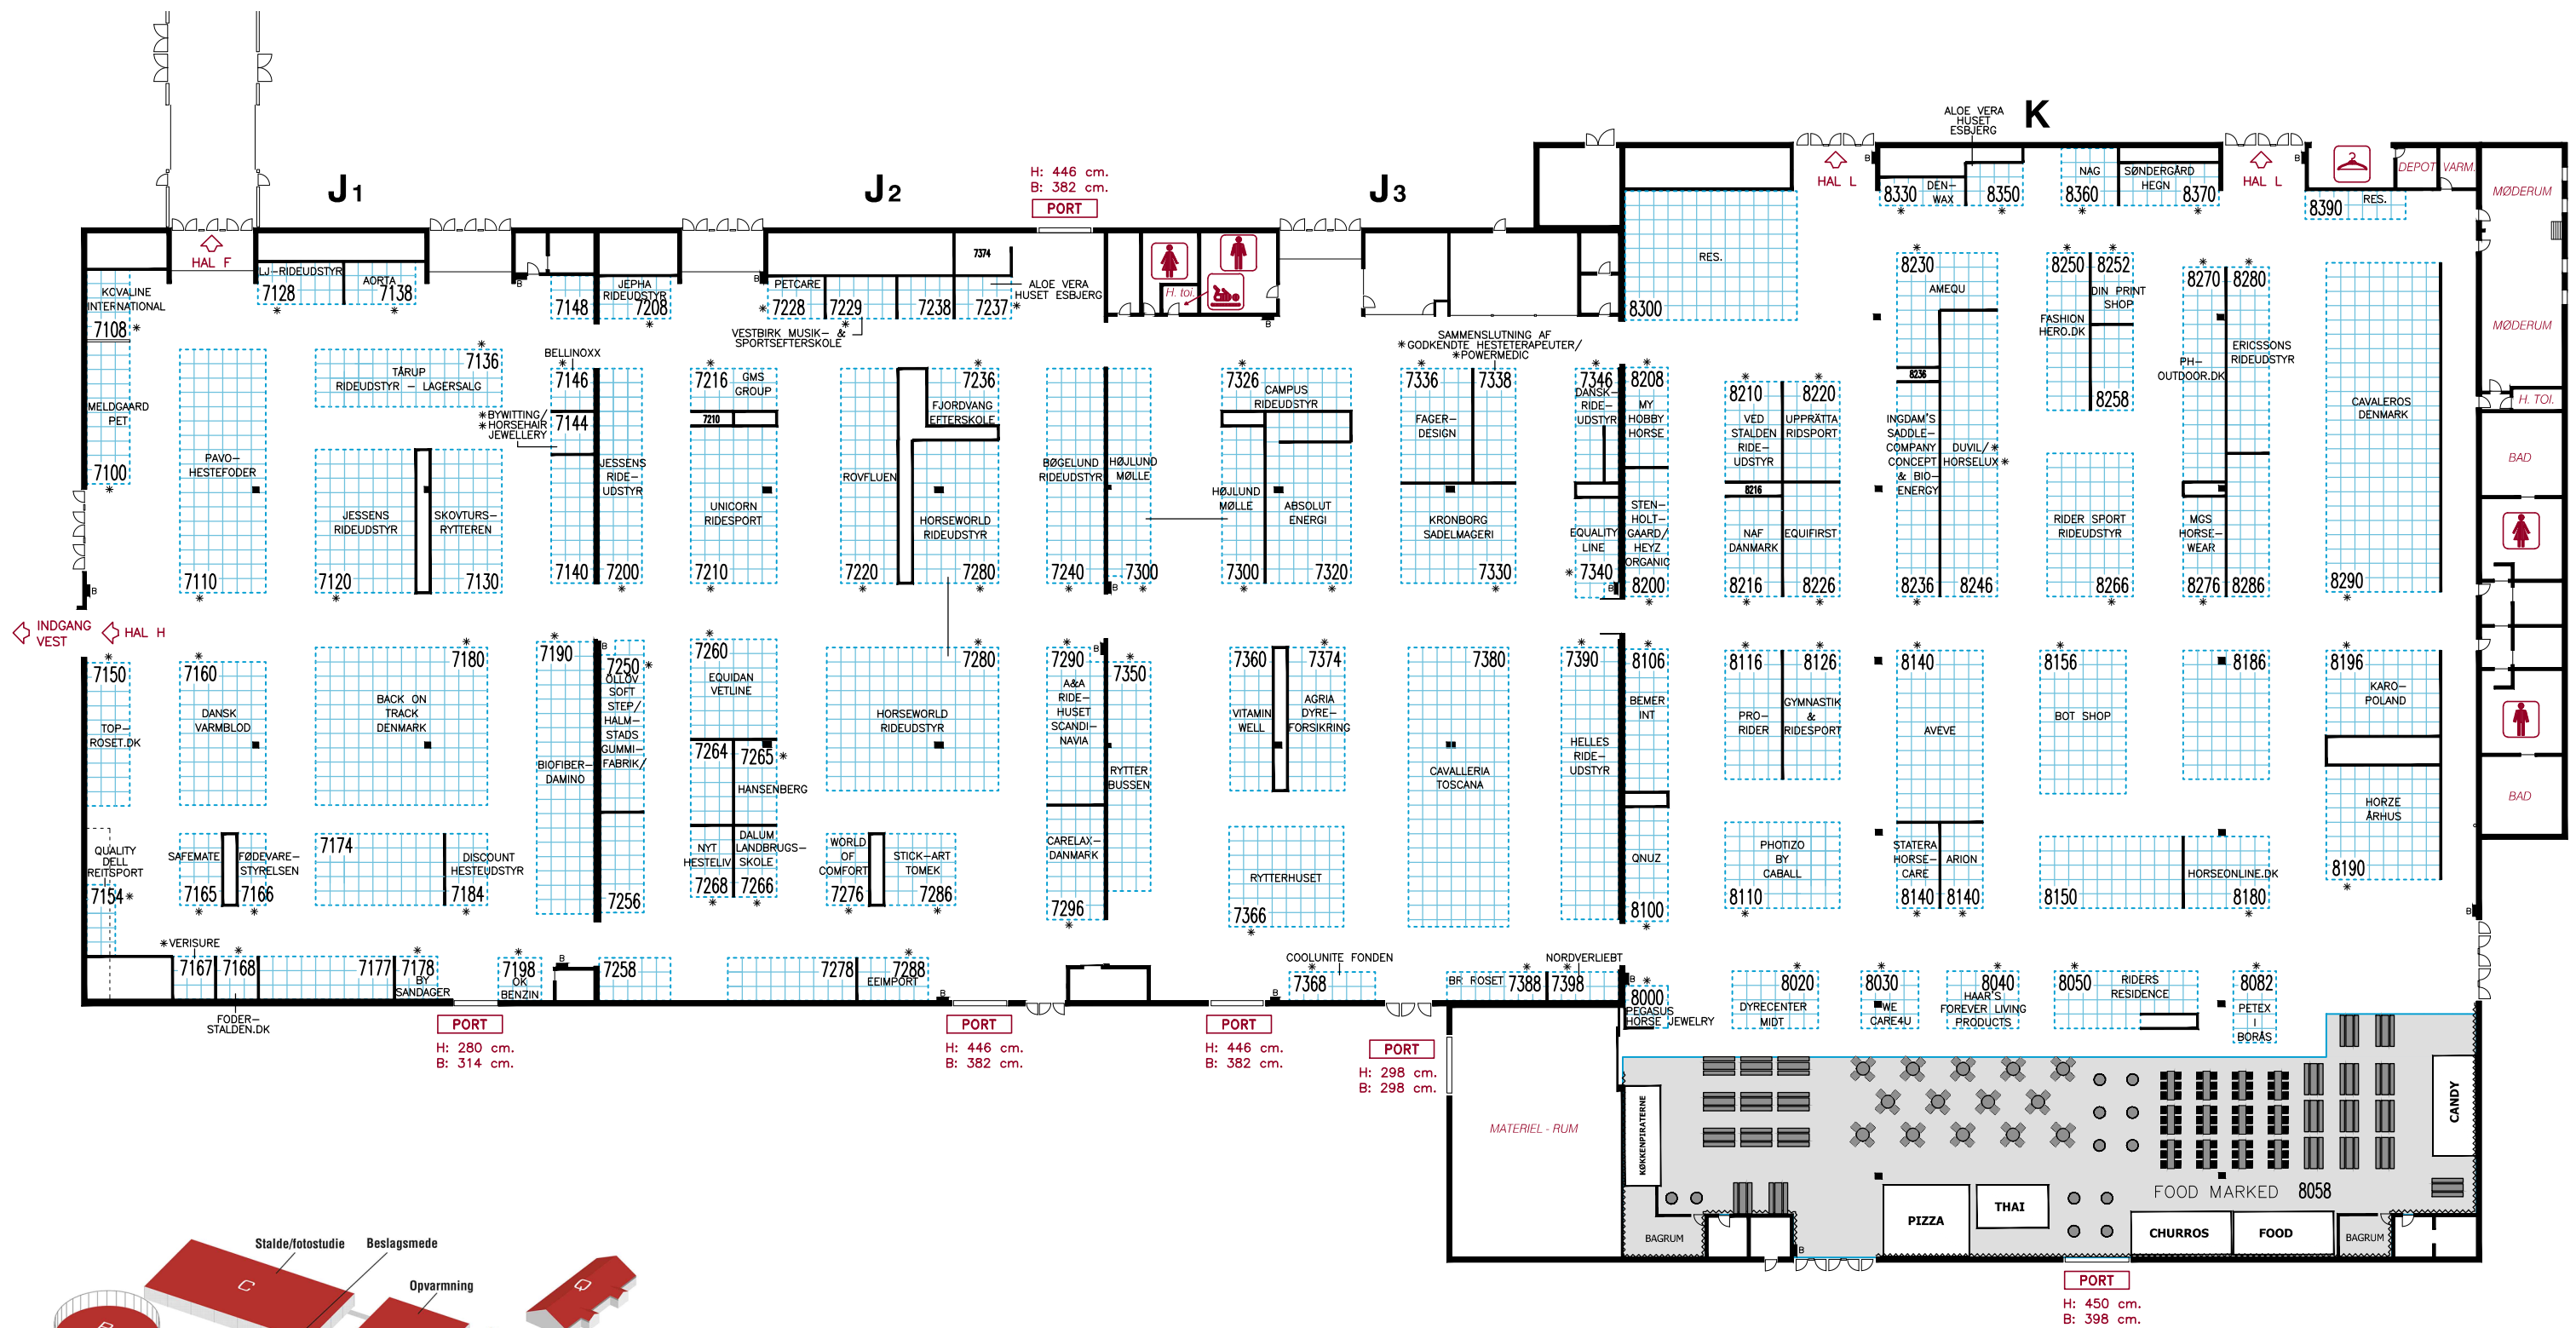 J1
J2
J3
K
H: 446 cm.
B: 382 cm.
PORT
HAL F
LJ-RIDEUDSTYR
7128
AORTA
7138
KOVALINE
INTERNATIONAL
7108 *
MELDGAARD
PET
7100
*
7148
JEPHA
RIDEUDSTYR
7208
*
PETCARE
* 7228
7229
*
7238
7237
*
7374
ALOE VERA
HUSET ESBJERG
VESTBIRK MUSIK- &
SPORTSEFTERSKOLE
H. toi.
PAVO-
HESTEFODER
7110
*
*
7136
TÅRUP
RIDEUDSTYR - LAGERSALG
JESSENS
RIDEUDSTYR
7120
*
SKOVTURS-
RYTTEREN
7130
BELLINOXX
*
7146
*BYWITTING/
*HORSEHAIR
JEWELLERY
7144
7140
JESSENS
RIDE-
UDSTYR
7200
*
*
7216
GMS
GROUP
7210
UNICORN
RIDESPORT
7210
*
ROVFLUEN
7220
*
*
7236
FJORDVANG
EFTERSKOLE
HORSEWORLD
RIDEUDSTYR
7280
*
BØGELUND
RIDEUDSTYR
7240
*
HØJLUND
MØLLE
7300
*
*
7326
CAMPUS
RIDEUDSTYR
HØJLUND
MØLLE
7300
ABSOLUT
ENERGI
7320
*
SAMMENSLUTNING AF
*GODKENDTE HESTETERAPEUTER/
*POWERMEDIC
7336
7338
FAGER-
DESIGN
KRONBORG
SADELMAGERI
7330
*
*
7346
DANSK-
RIDE-
UDSTYR
EQUALITY
LINE
* 7340
INDGANG
VEST
HAL H
*
7150
TOP-
ROSET.DK
QUALITY
DELL
REITSPORT
7154*
*
7160
DANSK
VARMBLOD
*
7180
BACK ON
TRACK
DENMARK
SAFEMATE
7165
*
FØDEVARE-
STYRELSEN
7166
*
7174
DISCOUNT
HESTEUDSTYR
7184
*
*VERISURE
7167
*
7168
FODER-
STALDEN.DK
7177
*
7178
BY
SANDAGER
*
7198
OK
BENZIN
*
7190
BIOFIBER-
DAMINO
7250 *
OLLOV
SOFT
STEP/
HALM-
STADS
GUMMI-
FABRIK/
7256
7258
*
7260
EQUIDAN
VETLINE
7264
7265 *
HANSENBERG
NYT
HESTELIV
7268
*
DALUM
LANDBRUGS-
SKOLE
7266
*
*
7280
HORSEWORLD
RIDEUDSTYR
WORLD
OF
COMFORT
7276
*
STICK-ART
TOMEK
7286
*
7278
*
7288
EEIMPORT
*
7290
A&A
RIDE-
HUSET
SCANDI-
NAVIA
CARELAX-
DANMARK
7296
*
*
7350
RYTTER
BUSSEN
7360
VITAMIN
WELL
*
7374
AGRIA
DYRE-
FORSIKRING
RYTTERHUSET
7366
*
COOLUNITE FONDEN
*
7368
7380
CAVALLERIA
TOSCANA
*
7390
HELLES
RIDE-
UDSTYR
BR ROSET
*
7388
NORDVERLIEBT
*
7398
PORT
H: 280 cm.
B: 314 cm.
PORT
H: 446 cm.
B: 382 cm.
PORT
H: 446 cm.
B: 382 cm.
PORT
H: 298 cm.
B: 298 cm.
RES.
8300
HAL L
ALOE VERA
HUSET
ESBJERG
8330
*
DEN-
WAX
8350
*
NAG
8360
*
SØNDERGÅRD
HEGN
8370
*
HAL L
8390
RES.
DEPOT
VARM.
MØDERUM
MØDERUM
H. TOI.
BAD
BAD
*
8208
MY
HOBBY
HORSE
STEN-
HOLT-
GAARD/
HEYZ
ORGANIC
8200
*
*
8210
VED
STALDEN
RIDE-
UDSTYR
8216
NAF
DANMARK
8216
*
*
8220
UPPRÄTTA
RIDSPORT
EQUIFIRST
8226
*
*
8230
AMEQU
8236
INGDAM'S
SADDLE-
COMPANY
CONCEPT
& BIO-
ENERGY
8236
*
DUVIL/*
HORSELUX*
8246
*
8250
*
8252
DIN PRINT
SHOP
FASHION
HERO.DK
8258
RIDER SPORT
RIDEUDSTYR
8266
*
*
8270
PH-
OUTDOOR.DK
*
8280
ERICSSONS
RIDEUDSTYR
MGS
HORSE-
WEAR
8276
*
8286
CAVALEROS
DENMARK
8290
*
*
8106
BEMER
INT
QNUZ
8100
*
*
8116
PRO-
RIDER
*
8126
GYMNASTIK
&
RIDESPORT
PHOTIZO
BY
CABALL
8110
*
*
8140
AVEVE
STATERA
HORSE-
CARE
8140
*
ARION
8140
*
*
8156
BOT SHOP
8186
8150
HORSEONLINE.DK
8180
*
*
8196
KARO-
POLAND
HORZE
ÅRHUS
8190
*
*
8000
PEGASUS
HORSE JEWELRY
*
8020
DYRECENTER
MIDT
*
8030
WE
CARE4U
*
8040
HAAR'S
FOREVER LIVING
PRODUCTS
8050
RIDERS
RESIDENCE
*
8082
PETEX
I
BORÅS
MATERIEL - RUM
KØKKENPIRATERNE
BAGRUM
PIZZA
THAI
FOOD MARKED 8058
CHURROS
FOOD
BAGRUM
CANDY
PORT
H: 450 cm.
B: 398 cm.
Stalde/fotostudie
Beslagsmede
Opvarmning
C
Q